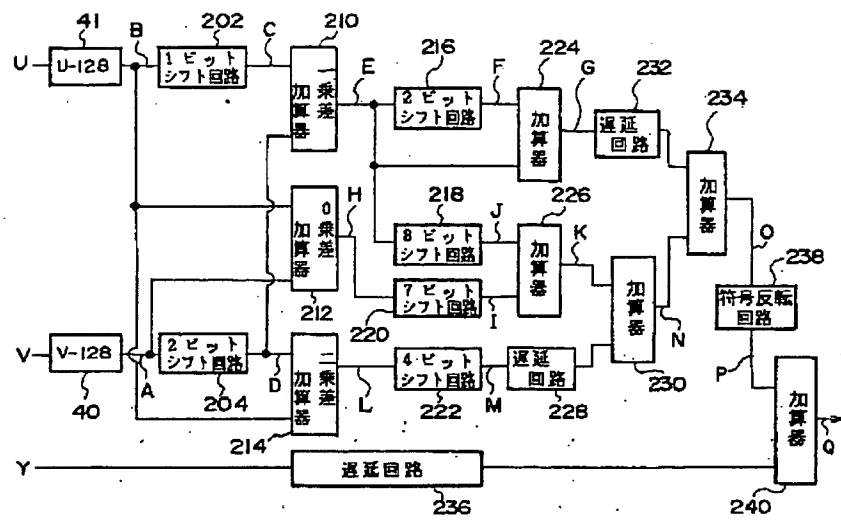 41
202
210
U
U-128
B
1ビット
シフト回路
C
一乗差
加算器
E
216
2ビット
シフト回路
F
224
加算器
G
232
遅延
回路
234
加算器
O
H
0乗差
加算器
212
218
8ビット
シフト回路
J
226
加算器
K
7ビット
シフト回路
220
I
加算器
230
N
238
符号反転
回路
P
V
V-128
40
A
2ビット
シフト回路
204
D
二乗差
加算器
214
L
4ビット
シフト回路
222
M
遅延
回路
228
加算器
240
Q
Y
遅延回路
236